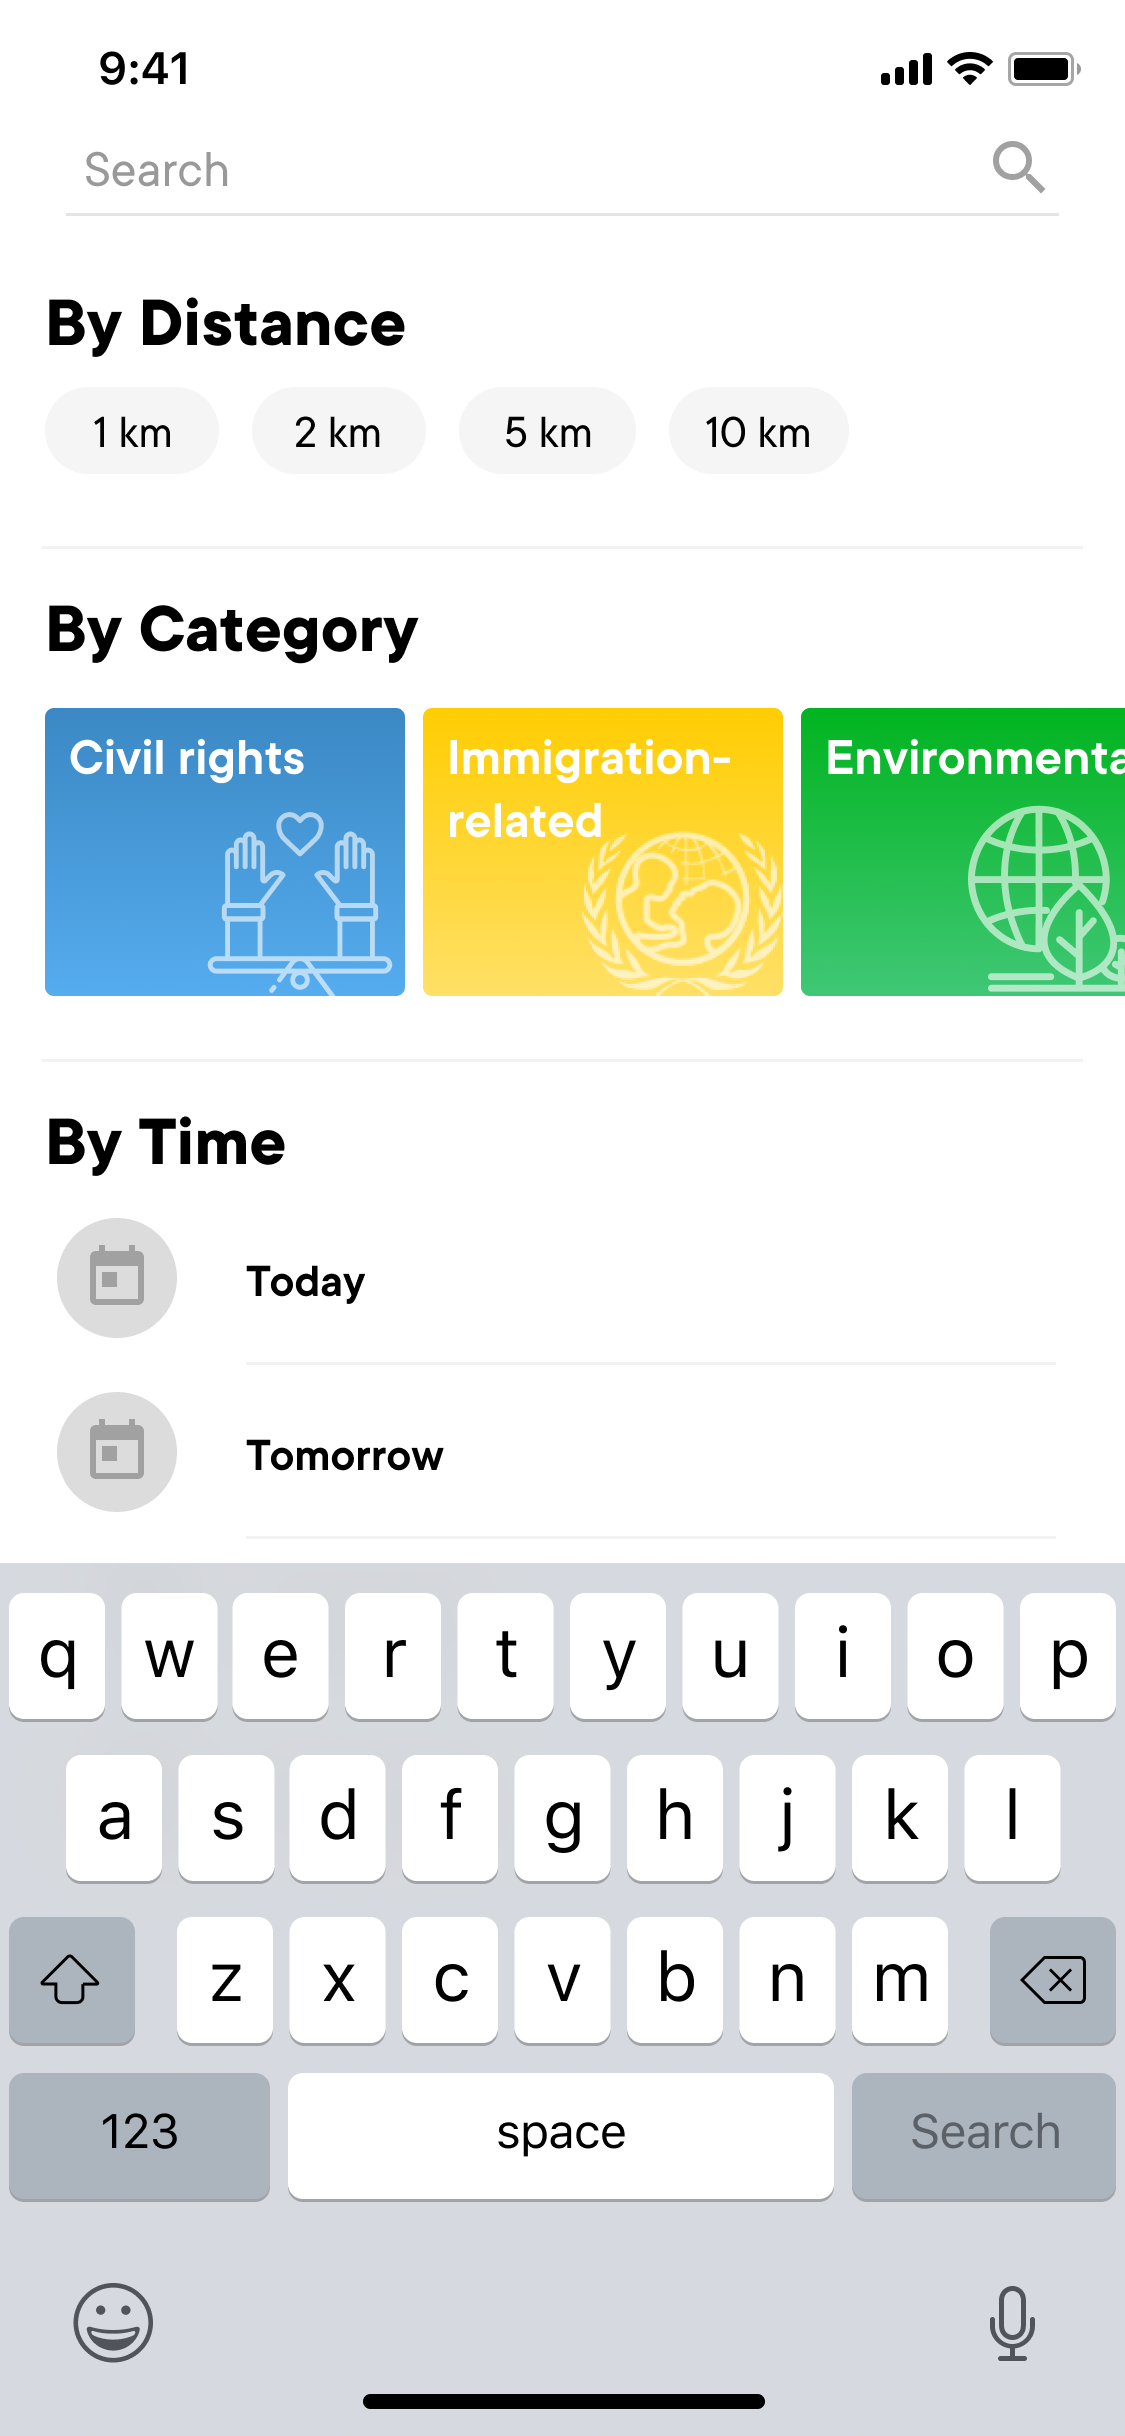 9:41
Search
By Distance
1 km 2 km 5 km 10 km
By Category
Civil rights
Immigration-
related
Environmenta
By Time
Today
Tomorrow
q w e r t y u i o p
a s d f g h j k l
z x c v b n m
123 space Search